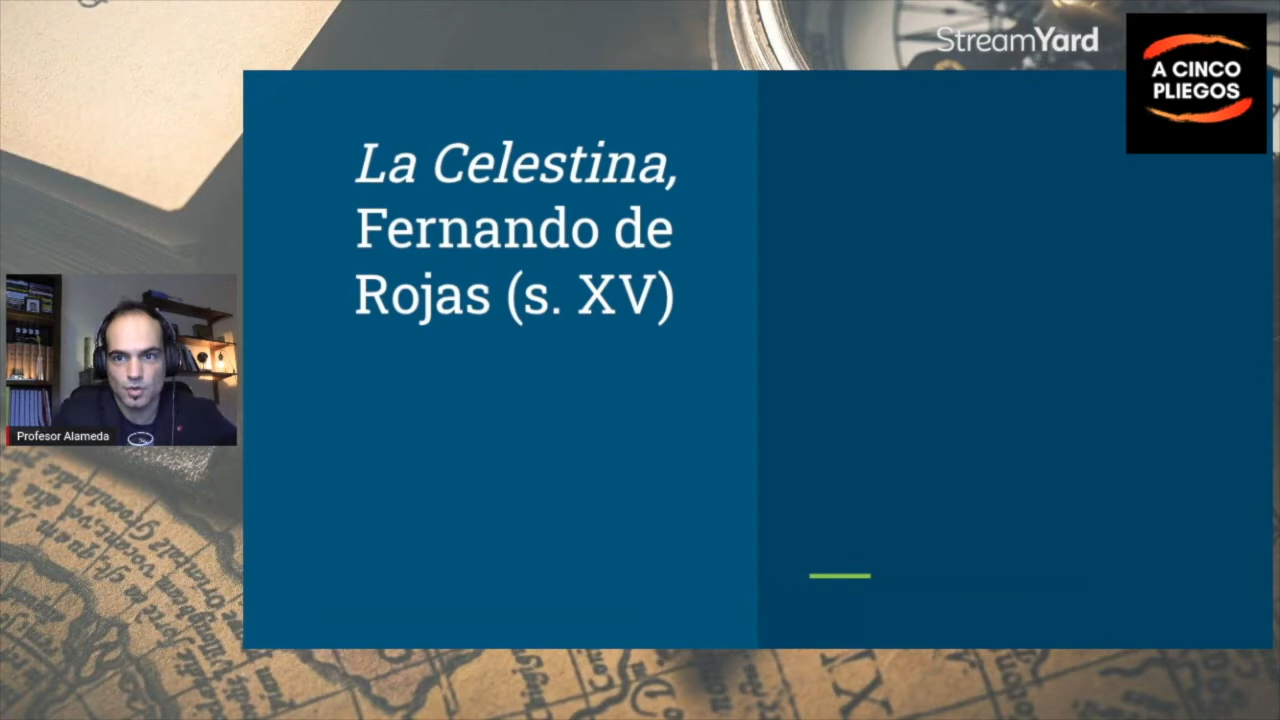 StreamYard
A CINCO
PLIEGOS
La Celestina,
Fernando de
Rojas (s. XV)
Profesor Alameda